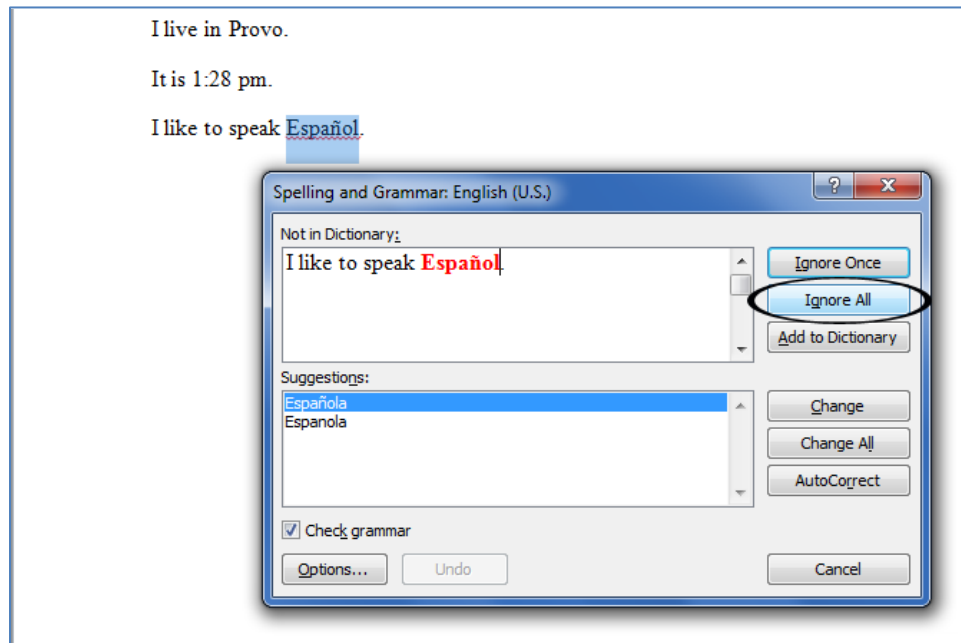 I live in Provo.
It is 1:28 pm.
I like to speak Español.
Spelling and Grammar: English (U.S.)
Not in Dictionary:
I like to speak Español.
Ignore Once
Ignore All
Add to Dictionary
Suggestions:
Española
Espanola
Change
Change All
AutoCorrect
Check grammar
Options...
Undo
Cancel